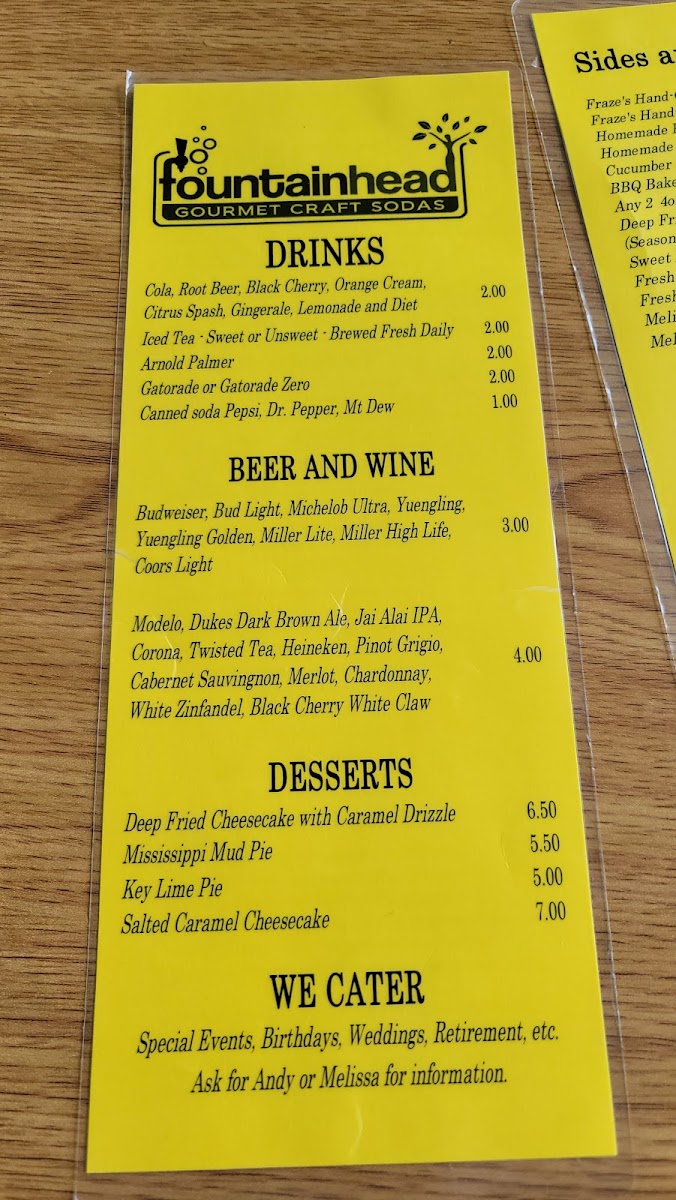 fountainhead
GOURMET CRAFT SODAS
DRINKS
Cola, Root Beer, Black Cherry, Orange Cream,
Citrus Spash, Gingerale, Lemonade and Diet 2.00
Iced Tea - Sweet or Unsweet - Brewed Fresh Daily 2.00
Arnold Palmer 2.00
Gatorade or Gatorade Zero 2.00
Canned soda Pepsi, Dr. Pepper, Mt Dew 1.00
BEER AND WINE
Budweiser, Bud Light, Michelob Ultra, Yuengling,
Yuengling Golden, Miller Lite, Miller High Life, 3.00
Coors Light
Modelo, Dukes Dark Brown Ale, Jai Alai IPA,
Corona, Twisted Tea, Heineken, Pinot Grigio, 4.00
Cabernet Sauvingnon, Merlot, Chardonnay,
White Zinfandel, Black Cherry White Claw
DESSERTS
Deep Fried Cheesecake with Caramel Drizzle 6.50
Mississippi Mud Pie 5.50
Key Lime Pie 5.00
Salted Caramel Cheesecake 7.00
WE CATER
Special Events, Birthdays, Weddings, Retirement, etc.
Ask for Andy or Melissa for information.
Sides
Fraze's Hand-
Fraze's Hand
Homemade
Homemade
Cucumber
BBQ Bake
Any 2 4o
Deep Fr
(Season
Sweet
Fresh
Fresh
Meli
Mel